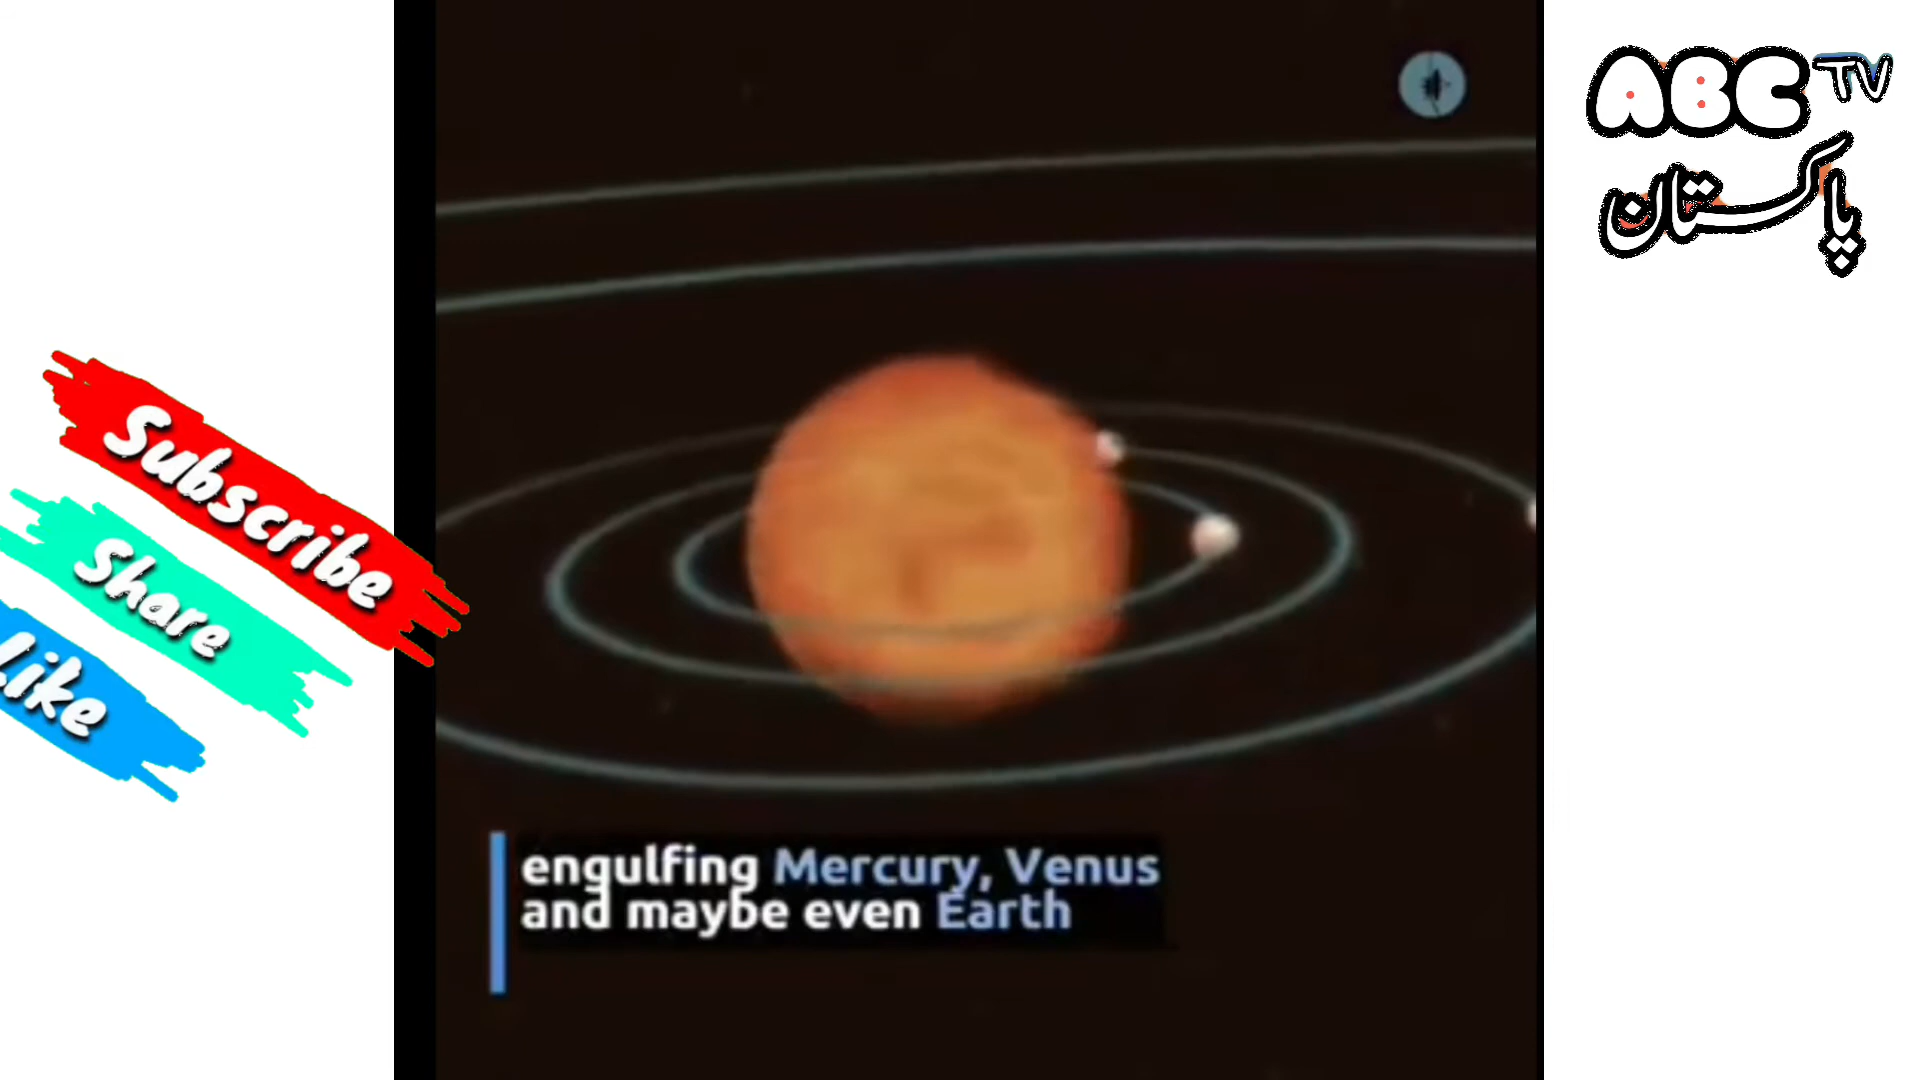 ABC TV
پاکستان
Subscribe
Share
Like
engulfing Mercury, Venus
and maybe even Earth